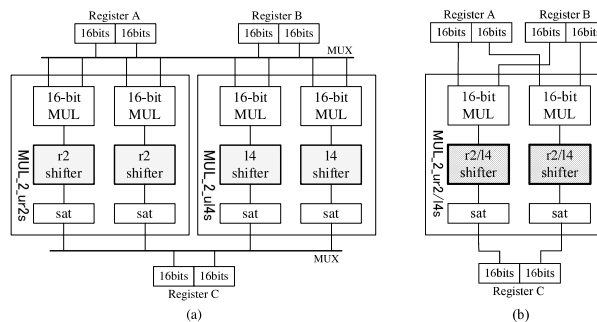 Register A
Register B
16bits 16bits
16bits 16bits
MUX
16-bit MUL
16-bit MUL
16-bit MUL
16-bit MUL
MUL_2_ur2s
r2 shifter
r2 shifter
MUL_2_ul4s
l4 shifter
l4 shifter
sat
sat
sat
sat
MUX
16bits 16bits
Register C
(a)
Register A
Register B
16bits 16bits
16bits 16bits
16-bit MUL
16-bit MUL
MUL_2_ur2/l4s
r2/l4 shifter
r2/l4 shifter
sat
sat
16bits 16bits
Register C
(b)